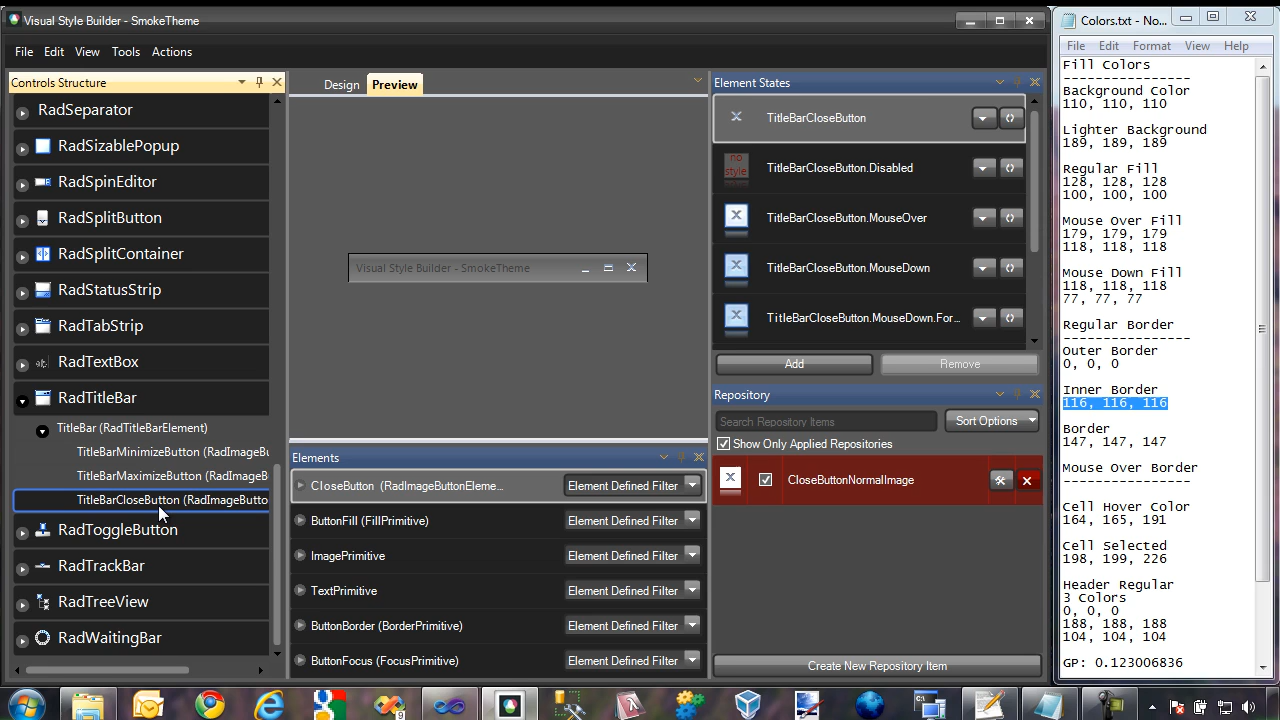 Visual Style Builder - SmokeTheme
File Edit View Tools Actions
Controls Structure
RadSeparator
RadSizablePopup
RadSpinEditor
RadSplitButton
RadSplitContainer
RadStatusStrip
RadTabStrip
RadTextBox
RadTitleBar
TitleBar (RadTitleBarElement)
TitleBarMinimizeButton (RadImageBu
TitleBarMaximizeButton (RadImageB
TitleBarCloseButton (RadImageButto
RadToggleButton
RadTrackBar
RadTreeView
RadWaitingBar
Design Preview
Visual Style Builder - SmokeTheme
Elements
CloseButton (RadImageButtonEleme... Element Defined Filter
ButtonFill (FillPrimitive) Element Defined Filter
ImagePrimitive Element Defined Filter
TextPrimitive Element Defined Filter
ButtonBorder (BorderPrimitive) Element Defined Filter
ButtonFocus (FocusPrimitive) Element Defined Filter
Element States
TitleBarCloseButton
no
style
TitleBarCloseButton.Disabled
TitleBarCloseButton.MouseOver
TitleBarCloseButton.MouseDown
TitleBarCloseButton.MouseDown.For...
Add Remove
Repository
Search Repository Items Sort Options
Show Only Applied Repositories
CloseButtonNormalImage
Create New Repository Item
Colors.txt - No...
File Edit Format View Help
Fill Colors
----------------
Background Color
110, 110, 110
Lighter Background
189, 189, 189
Regular Fill
128, 128, 128
100, 100, 100
Mouse Over Fill
179, 179, 179
118, 118, 118
Mouse Down Fill
118, 118, 118
77, 77, 77
Regular Border
----------------
Outer Border
0, 0, 0
Inner Border
116, 116, 116
Border
147, 147, 147
Mouse Over Border
----------------
Cell Hover Color
164, 165, 191
Cell Selected
198, 199, 226
Header Regular
3 Colors
0, 0, 0
188, 188, 188
104, 104, 104
GP: 0.123006836